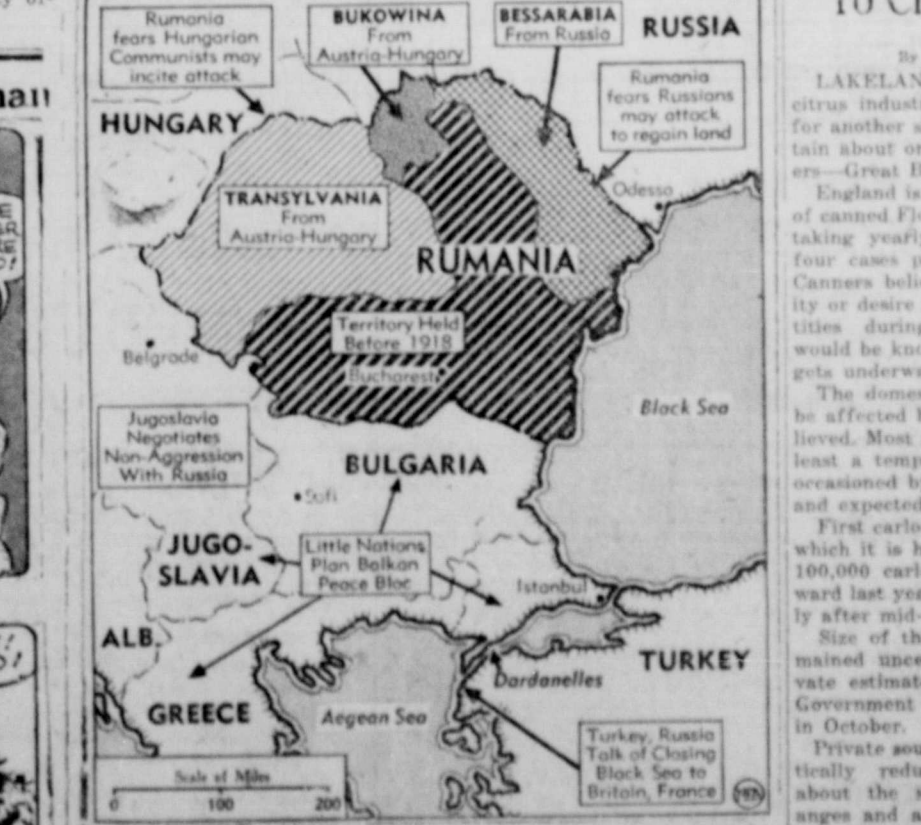 Rumania
fears Hungarian
Communists may
incite attack
BUKOWINA
From
Austria-Hungary
BESSARABIA
From Russia
RUSSIA
Rumania
fears Russians
may attack
to regain land
HUNGARY
TRANSYLVANIA
From
Austria-Hungary
Odessa
RUMANIA
Territory Held
Before 1918
Belgrade
Bucharest
Black Sea
Jugoslavia
Negotiates
Non-Aggression
With Russia
BULGARIA
Sofi
JUGO-
SLAVIA
Little Nations
Plan Balkan
Peace Bloc
Istanbul
ALB.
TURKEY
Dardanelles
GREECE
Aegean Sea
Turkey, Russia
Talk of Closing
Black Sea to
Britain, France
Scale of Miles
0 100 200
By
LAKELAN
citrus indust
for another
tain about or
ers—Great B
England i
of canned Fl
taking yearl
four cases p
Canners beli
ity or desire
tities during
would be kno
gets underwa
The dome
be affected
lieved. Most
least a temp
occasioned b
and expected
First carlo
which it is h
100,000 carl
ward last yea
ly after mid-
Size of th
mained unce
vate estimate
Government
in October.
Private sou
tically redu
about the s
anges and a